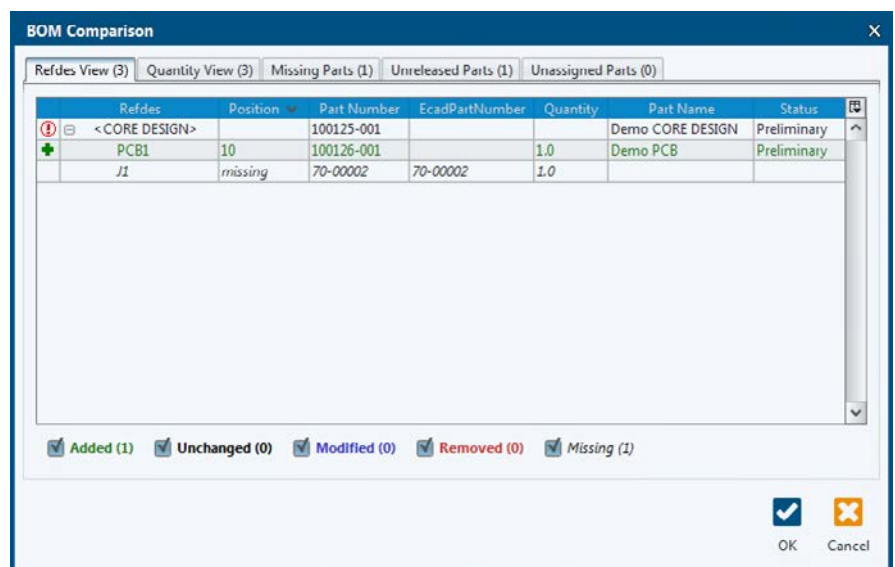 BOM Comparison
Refdes View (3) Quantity View (3) Missing Parts (1) Unreleased Parts (1) Unassigned Parts (0)
Refdes Position Part Number EcadPartNumber Quantity Part Name Status
<CORE DESIGN> 100125-001 Demo CORE DESIGN Preliminary
PCB1 10 100126-001 1.0 Demo PCB Preliminary
J1 missing 70-00002 70-00002 1.0
Added (1) Unchanged (0) Modified (0) Removed (0) Missing (1)
OK Cancel